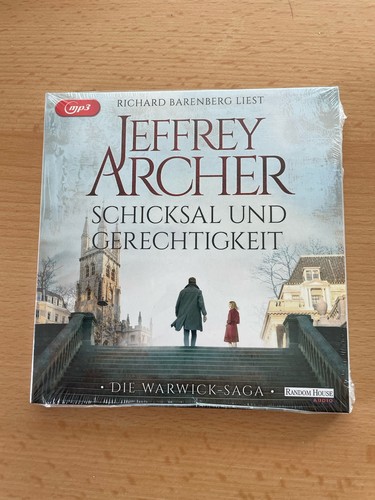 RICHARD BARENBERG LIEST
mp3
JEFFREY
ARCHER
SCHICKSAL UND
GERECHTIGKEIT
• DIE WARWICK-SAGA •
RANDOM HOUSE
AUDIO